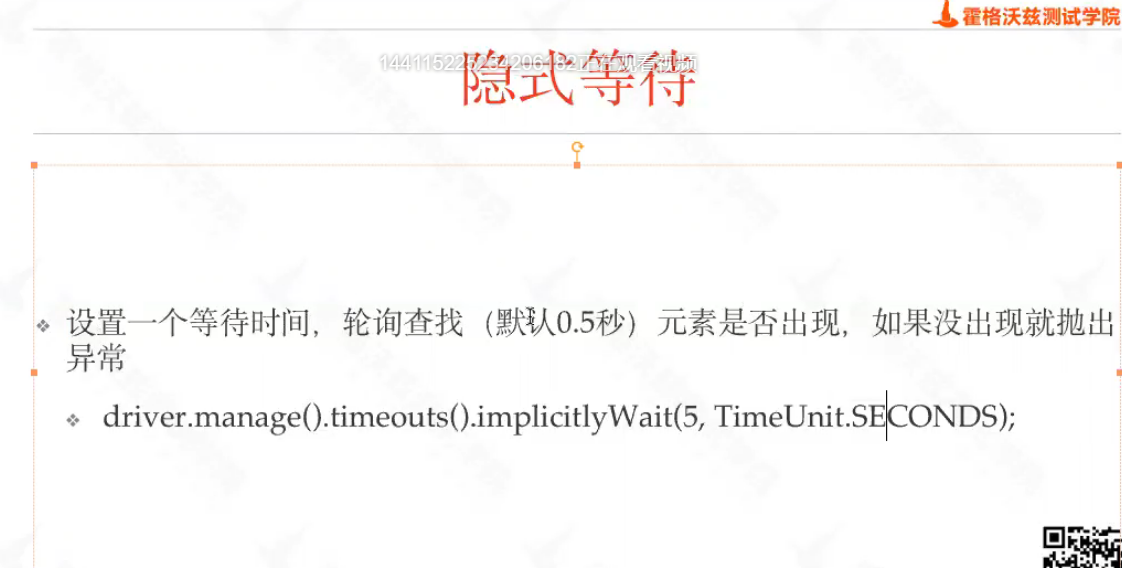 霍格沃兹测试学院
隐式等待
设置一个等待时间，轮询查找（默认0.5秒）元素是否出现，如果没出现就抛出
异常
driver.manage().timeouts().implicitlyWait(5, TimeUnit.SECONDS);